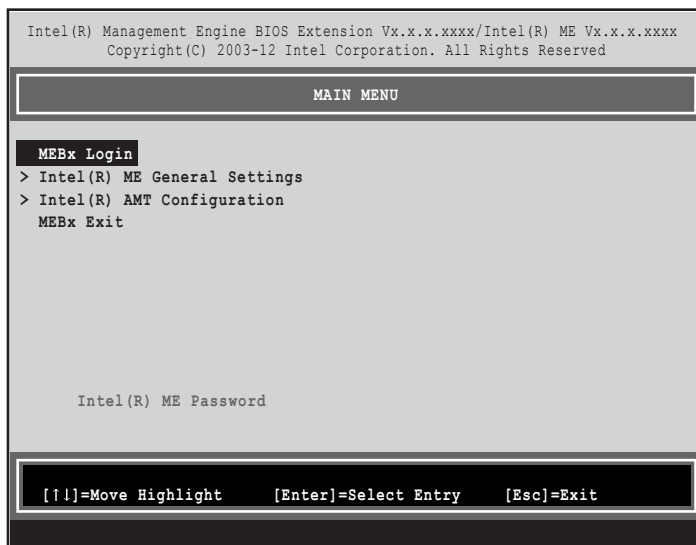 Intel(R) Management Engine BIOS Extension Vx.x.x.xxxx/Intel(R) ME Vx.x.x.xxxx
Copyright(C) 2003-12 Intel Corporation. All Rights Reserved
MAIN MENU
MEBx Login
> Intel(R) ME General Settings
> Intel(R) AMT Configuration
MEBx Exit
Intel(R) ME Password
[↑↓]=Move Highlight [Enter]=Select Entry [Esc]=Exit